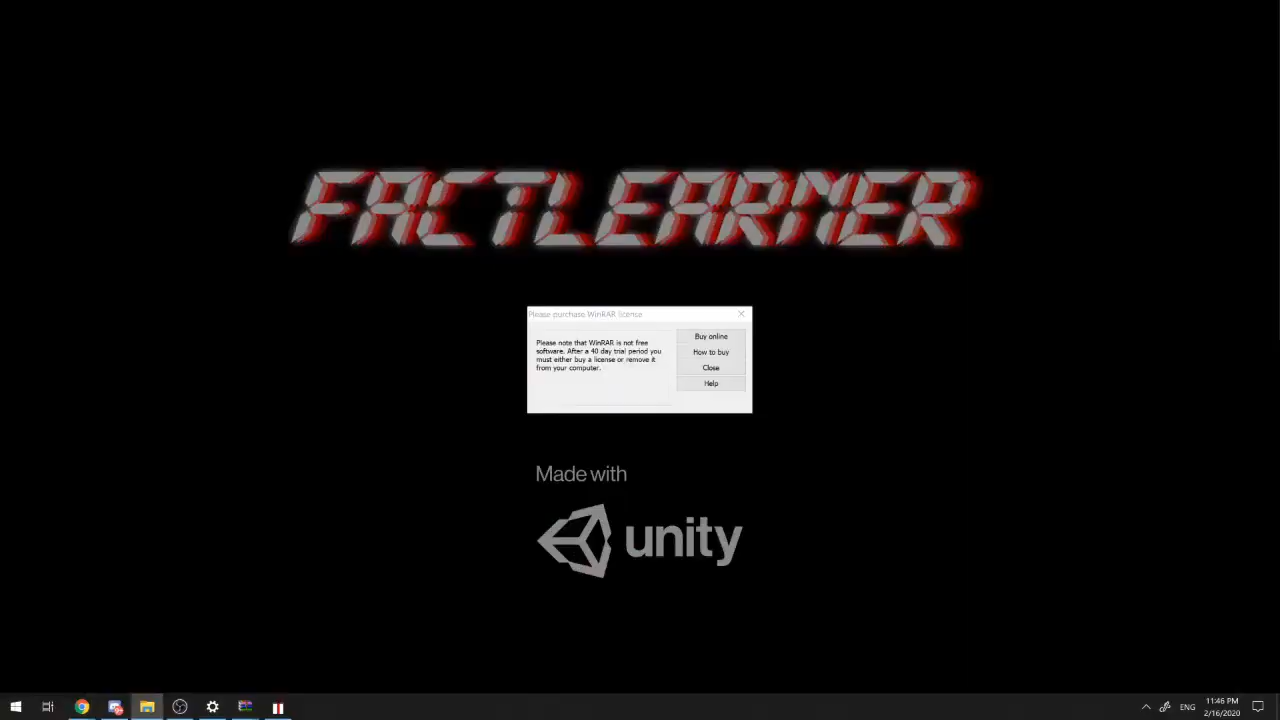 FACTLEARNER
Please purchase WinRAR license
Please note that WinRAR is not free
software. After a 40 day trial period you
must either buy a license or remove it
from your computer.
Buy online
How to buy
Close
Help
Made with
unity
ENG
11:46 PM
2/16/2020